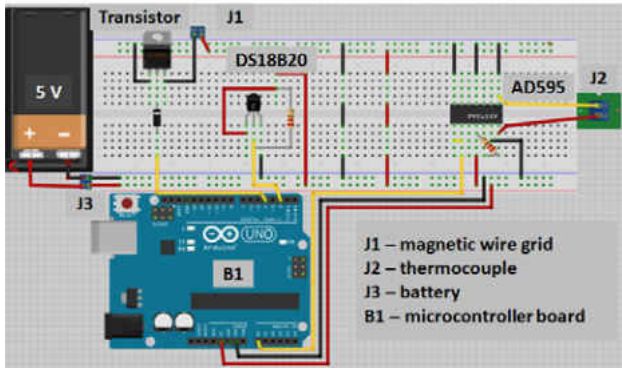 Transistor
J1
DS18B20
AD595
J2
5 V
+ −
J3
UNO
B1
J1 – magnetic wire grid
J2 – thermocouple
J3 – battery
B1 – microcontroller board